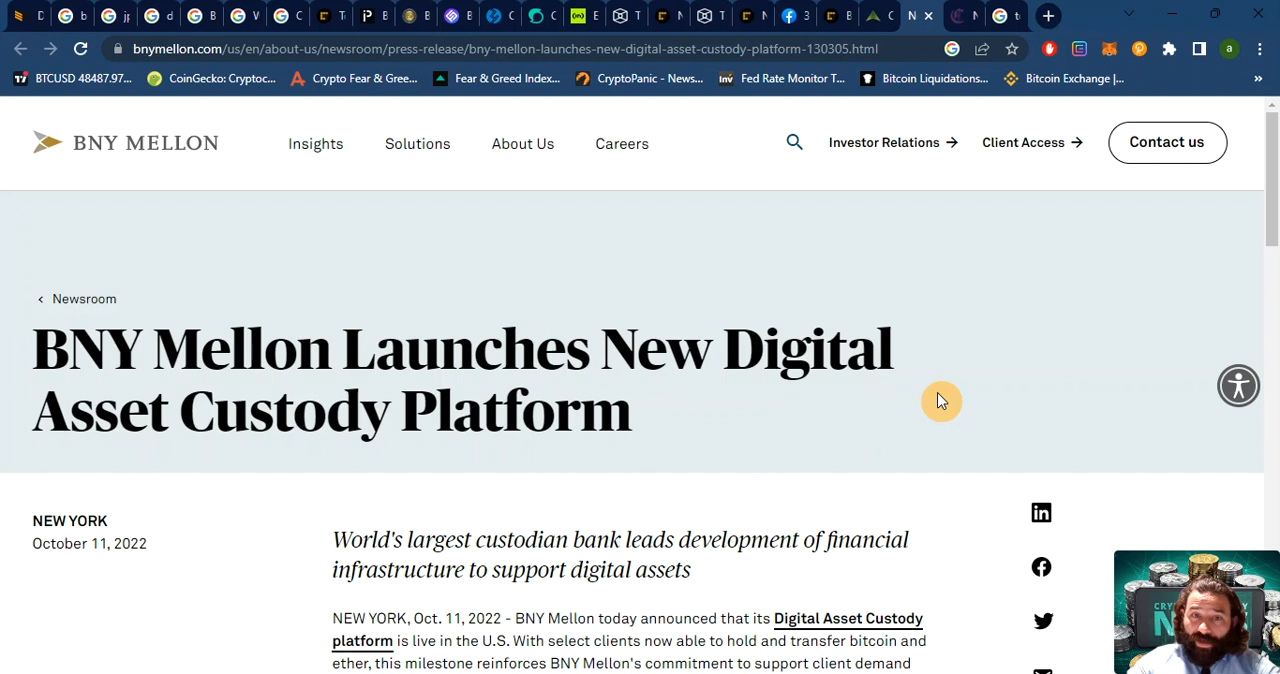 D b j d B V C T B B C C E T N T N 3 B C N N t
bnymellon.com/us/en/about-us/newsroom/press-release/bny-mellon-launches-new-digital-asset-custody-platform-130305.html
BTCUSD 48487.97... CoinGecko: Cryptoc... Crypto Fear & Gree... Fear & Greed Index... CryptoPanic - News... Fed Rate Monitor T... Bitcoin Liquidations... Bitcoin Exchange |... »
BNY MELLON Insights Solutions About Us Careers Investor Relations → Client Access → Contact us
‹ Newsroom
BNY Mellon Launches New Digital
Asset Custody Platform
NEW YORK
October 11, 2022
World's largest custodian bank leads development of financial
infrastructure to support digital assets
NEW YORK, Oct. 11, 2022 - BNY Mellon today announced that its Digital Asset Custody
platform is live in the U.S. With select clients now able to hold and transfer bitcoin and
ether, this milestone reinforces BNY Mellon's commitment to support client demand